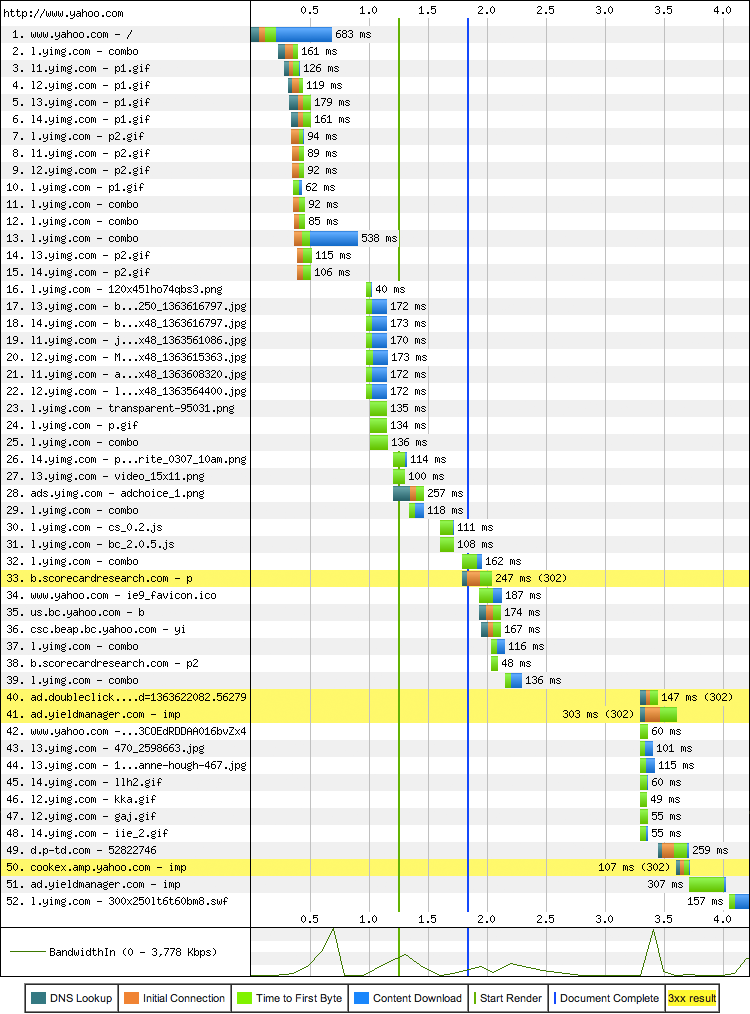 http://www.yahoo.com 0.5 1.0 1.5 2.0 2.5 3.0 3.5 4.0
1. www.yahoo.com - / 683 ms
2. l.yimg.com - combo 161 ms
3. l1.yimg.com - p1.gif 126 ms
4. l2.yimg.com - p1.gif 119 ms
5. l3.yimg.com - p1.gif 179 ms
6. l4.yimg.com - p1.gif 161 ms
7. l.yimg.com - p2.gif 94 ms
8. l1.yimg.com - p2.gif 89 ms
9. l2.yimg.com - p2.gif 92 ms
10. l.yimg.com - p1.gif 62 ms
11. l.yimg.com - combo 92 ms
12. l.yimg.com - combo 85 ms
13. l.yimg.com - combo 538 ms
14. l3.yimg.com - p2.gif 115 ms
15. l4.yimg.com - p2.gif 106 ms
16. l.yimg.com - 120x45lho74qbs3.png 40 ms
17. l3.yimg.com - b...250_1363616797.jpg 172 ms
18. l4.yimg.com - b...x48_1363616797.jpg 173 ms
19. l1.yimg.com - j...x48_1363561086.jpg 170 ms
20. l2.yimg.com - M...x48_1363615363.jpg 173 ms
21. l1.yimg.com - a...x48_1363608320.jpg 172 ms
22. l2.yimg.com - l...x48_1363564400.jpg 172 ms
23. l.yimg.com - transparent-95031.png 135 ms
24. l.yimg.com - p.gif 134 ms
25. l.yimg.com - combo 136 ms
26. l4.yimg.com - p...rite_0307_10am.png 114 ms
27. l3.yimg.com - video_15x11.png 100 ms
28. ads.yimg.com - adchoice_1.png 257 ms
29. l.yimg.com - combo 118 ms
30. l.yimg.com - cs_0.2.js 111 ms
31. l.yimg.com - bc_2.0.5.js 108 ms
32. l.yimg.com - combo 162 ms
33. b.scorecardresearch.com - p 247 ms (302)
34. www.yahoo.com - ie9_favicon.ico 187 ms
35. us.bc.yahoo.com - b 174 ms
36. csc.beap.bc.yahoo.com - yi 167 ms
37. l.yimg.com - combo 116 ms
38. b.scorecardresearch.com - p2 48 ms
39. l.yimg.com - combo 136 ms
40. ad.doubleclick....d=1363622082.56279 147 ms (302)
41. ad.yieldmanager.com - imp 303 ms (302)
42. www.yahoo.com -...3COEdRDDAA016bvZx4 60 ms
43. l3.yimg.com - 470_2598663.jpg 101 ms
44. l3.yimg.com - 1...anne-hough-467.jpg 115 ms
45. l4.yimg.com - llh2.gif 60 ms
46. l2.yimg.com - kka.gif 49 ms
47. l2.yimg.com - gaj.gif 55 ms
48. l4.yimg.com - iie_2.gif 55 ms
49. d.p-td.com - 52822746 259 ms
50. cookex.amp.yahoo.com - imp 107 ms (302)
51. ad.yieldmanager.com - imp 307 ms
52. l.yimg.com - 300x250lt6t60bm8.swf 157 ms
0.5 1.0 1.5 2.0 2.5 3.0 3.5 4.0
BandwidthIn (0 - 3,778 Kbps)
DNS Lookup Initial Connection Time to First Byte Content Download Start Render Document Complete 3xx result